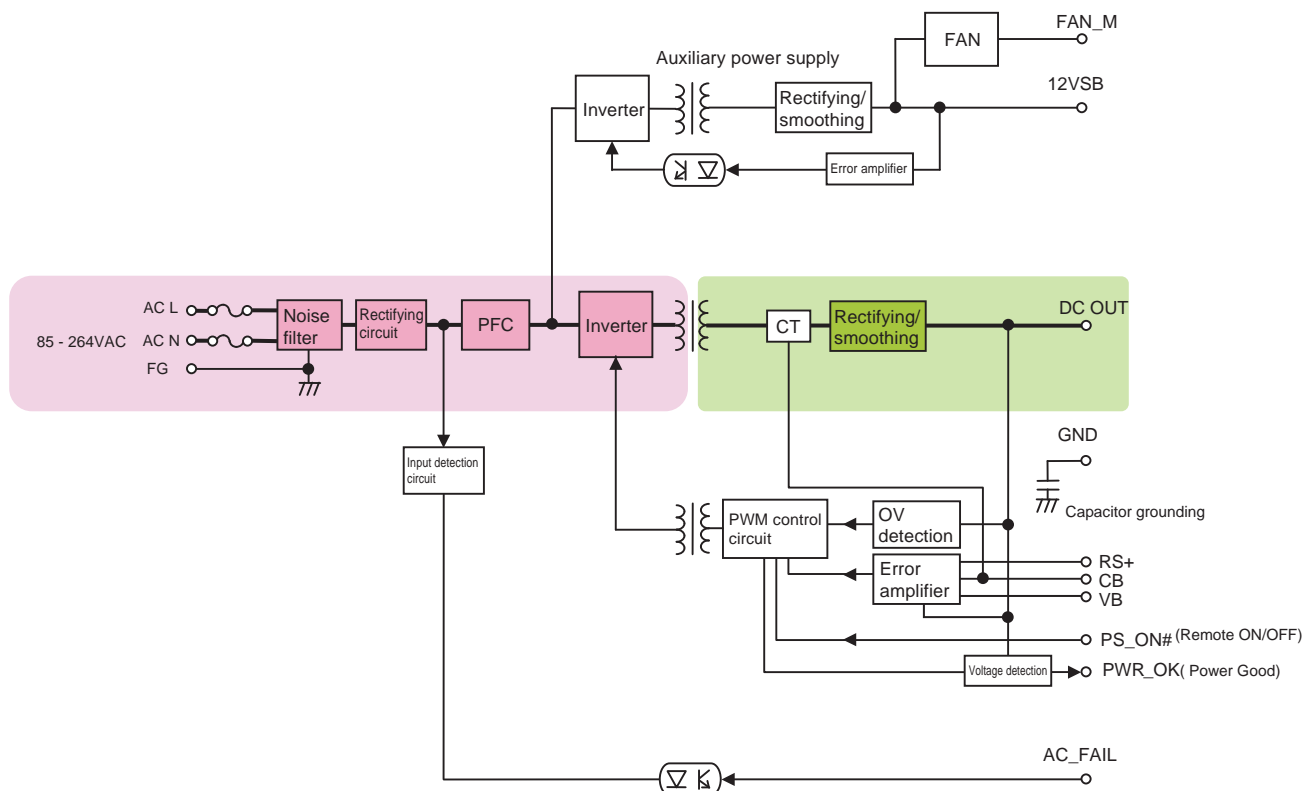 FAN_M
FAN
Auxiliary power supply
12VSB
Inverter
Rectifying/
smoothing
Error amplifier
AC L
Noise
filter
Rectifying
circuit
PFC
Inverter
CT
Rectifying/
smoothing
DC OUT
85 - 264VAC
AC N
FG
GND
Input detection
circuit
Capacitor grounding
PWM control
circuit
OV
detection
Error
amplifier
RS+
CB
VB
PS_ON# (Remote ON/OFF)
Voltage detection
PWR_OK( Power Good)
AC_FAIL